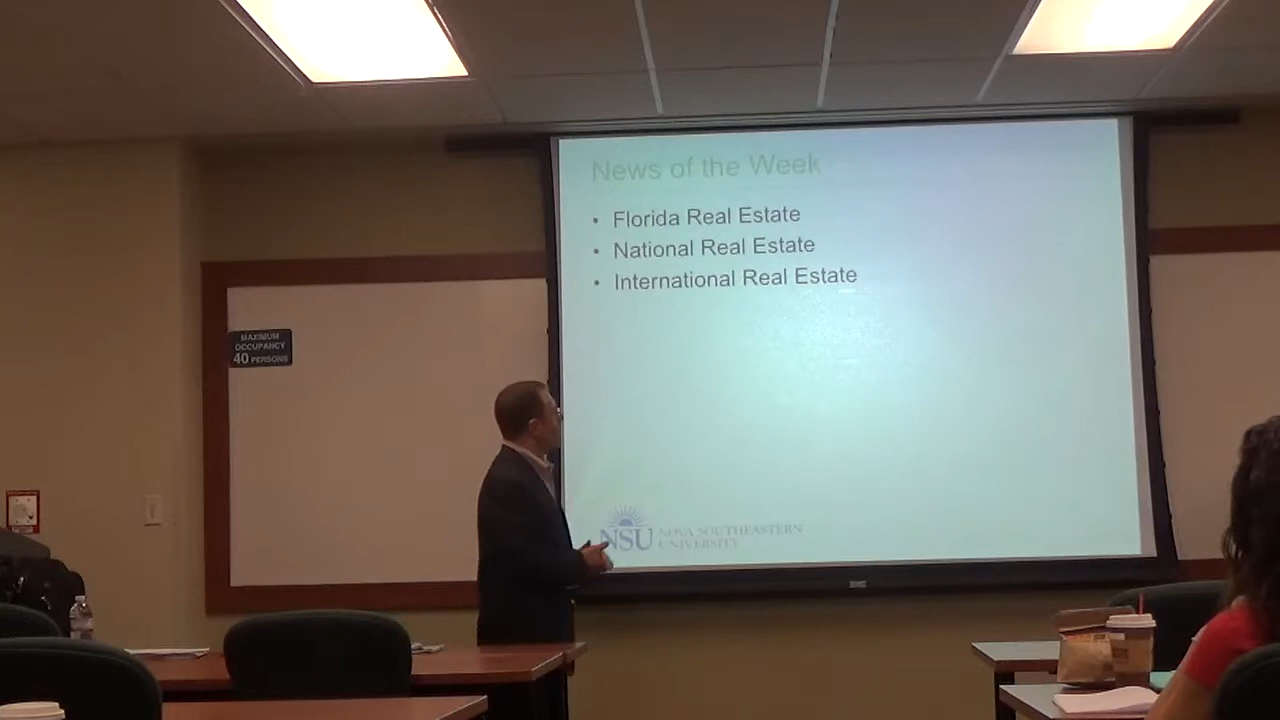 News of the Week
• Florida Real Estate
• National Real Estate
• International Real Estate
MAXIMUM
OCCUPANCY
40 PERSONS
NSU
NOVA SOUTHEASTERN
UNIVERSITY